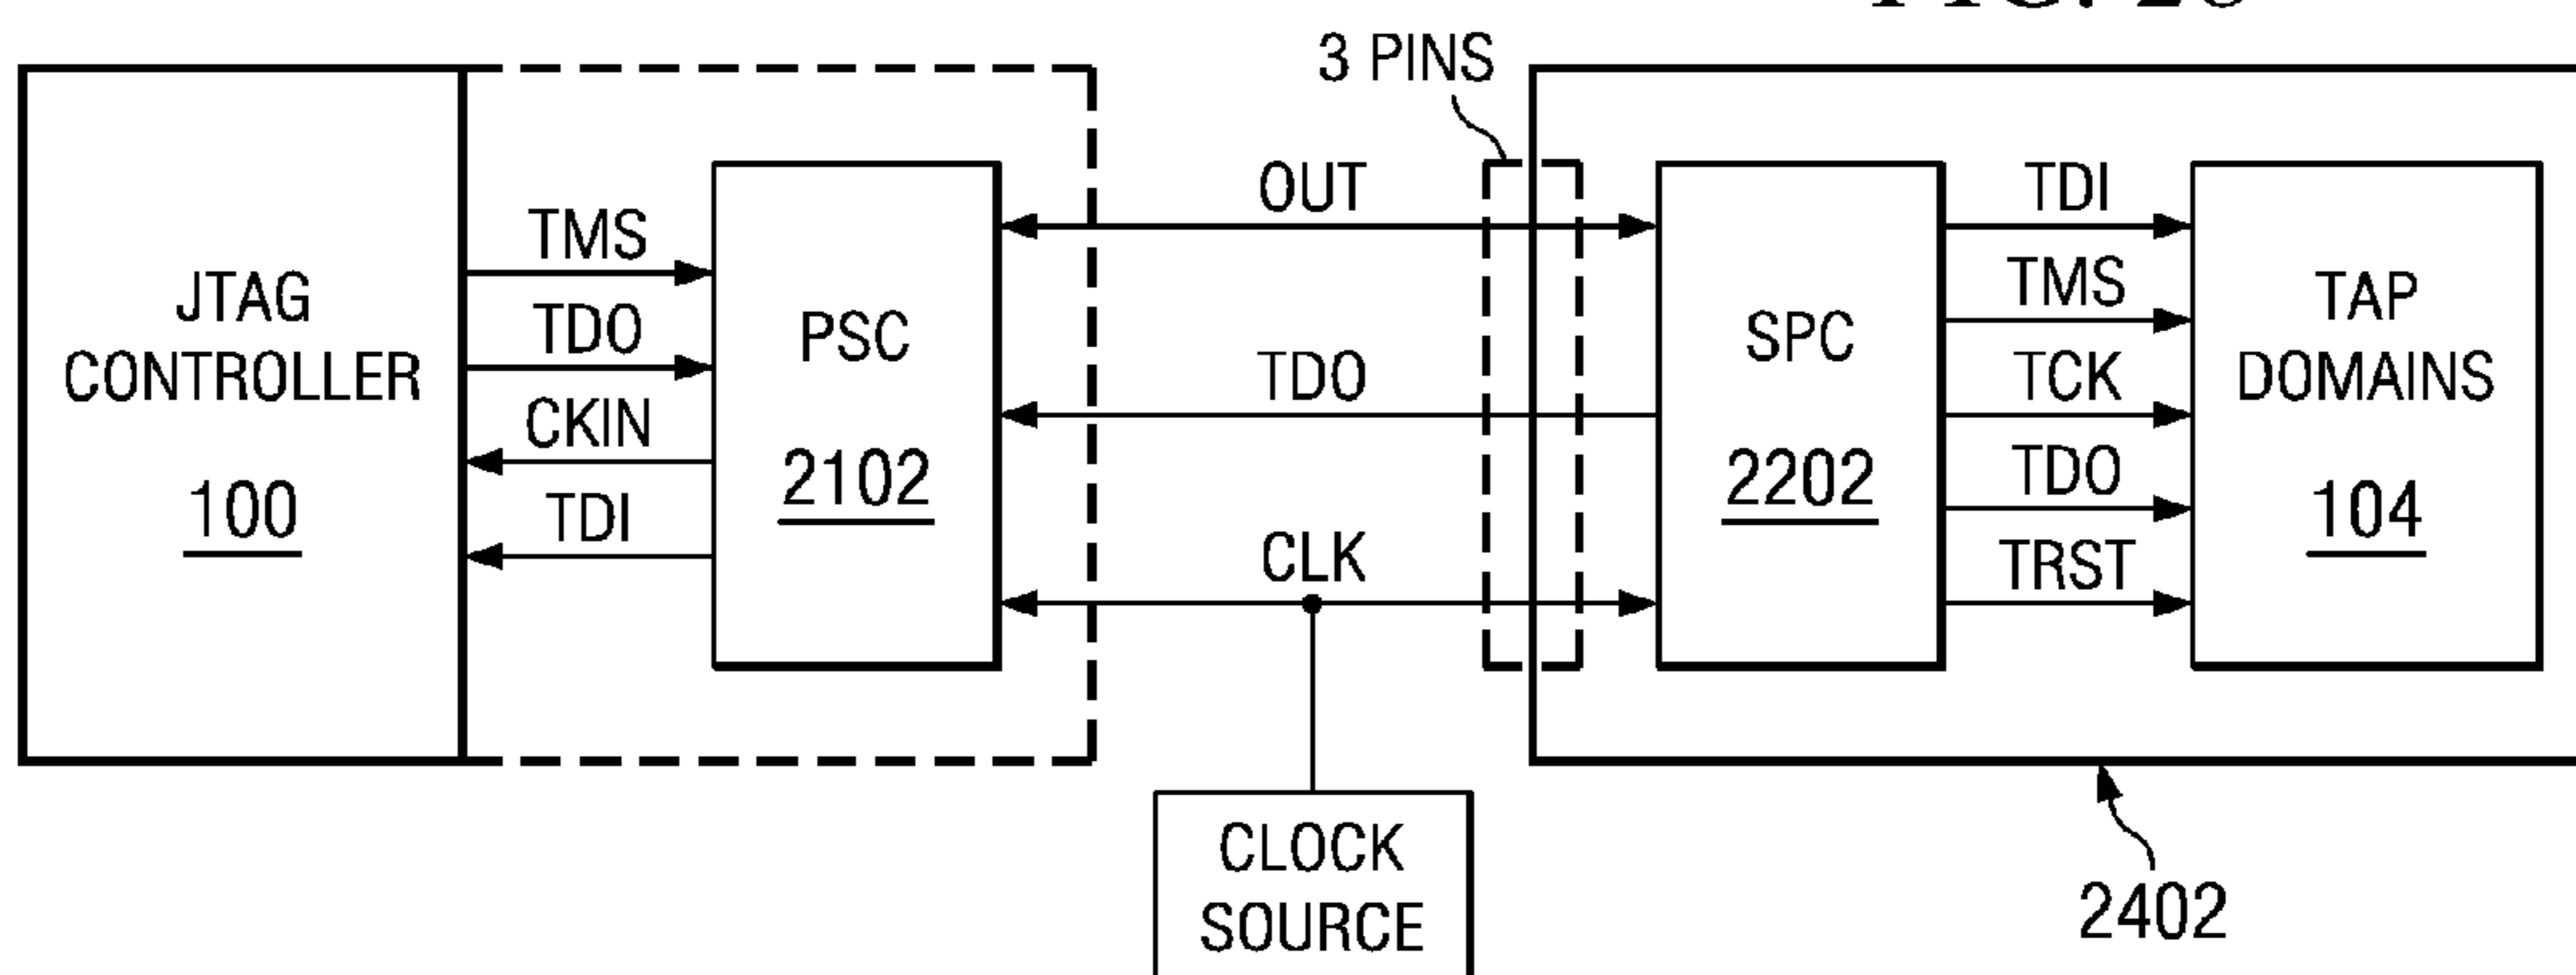 3 PINS
JTAG
CONTROLLER
100
TMS
TDO
CKIN
TDI
PSC
2102
OUT
TDO
CLK
SPC
2202
TDI
TMS
TCK
TDO
TRST
TAP
DOMAINS
104
CLOCK
SOURCE
2402